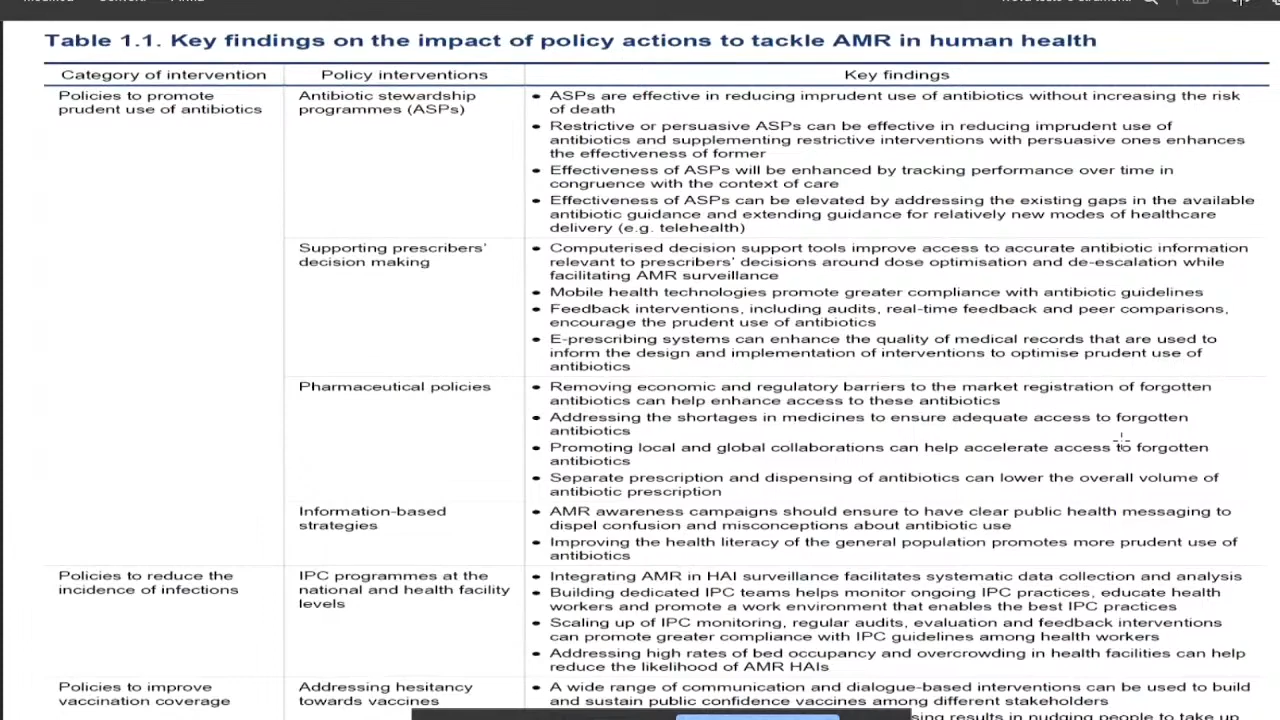 Table 1.1. Key findings on the impact of policy actions to tackle AMR in human health
Category of intervention
Policy interventions
Key findings
Policies to promote
prudent use of antibiotics
Antibiotic stewardship
programmes (ASPs)
• ASPs are effective in reducing imprudent use of antibiotics without increasing the risk
of death
• Restrictive or persuasive ASPs can be effective in reducing imprudent use of
antibiotics and supplementing restrictive interventions with persuasive ones enhances
the effectiveness of former
• Effectiveness of ASPs will be enhanced by tracking performance over time in
congruence with the context of care
• Effectiveness of ASPs can be elevated by addressing the existing gaps in the available
antibiotic guidance and extending guidance for relatively new modes of healthcare
delivery (e.g. telehealth)
Supporting prescribers'
decision making
• Computerised decision support tools improve access to accurate antibiotic information
relevant to prescribers' decisions around dose optimisation and de-escalation while
facilitating AMR surveillance
• Mobile health technologies promote greater compliance with antibiotic guidelines
• Feedback interventions, including audits, real-time feedback and peer comparisons,
encourage the prudent use of antibiotics
• E-prescribing systems can enhance the quality of medical records that are used to
inform the design and implementation of interventions to optimise prudent use of
antibiotics
Pharmaceutical policies
• Removing economic and regulatory barriers to the market registration of forgotten
antibiotics can help enhance access to these antibiotics
• Addressing the shortages in medicines to ensure adequate access to forgotten
antibiotics
• Promoting local and global collaborations can help accelerate access to forgotten
antibiotics
• Separate prescription and dispensing of antibiotics can lower the overall volume of
antibiotic prescription
Information-based
strategies
• AMR awareness campaigns should ensure to have clear public health messaging to
dispel confusion and misconceptions about antibiotic use
• Improving the health literacy of the general population promotes more prudent use of
antibiotics
Policies to reduce the
incidence of infections
IPC programmes at the
national and health facility
levels
• Integrating AMR in HAI surveillance facilitates systematic data collection and analysis
• Building dedicated IPC teams helps monitor ongoing IPC practices, educate health
workers and promote a work environment that enables the best IPC practices
• Scaling up of IPC monitoring, regular audits, evaluation and feedback interventions
can promote greater compliance with IPC guidelines among health workers
• Addressing high rates of bed occupancy and overcrowding in health facilities can help
reduce the likelihood of AMR HAIs
Policies to improve
vaccination coverage
Addressing hesitancy
towards vaccines
• A wide range of communication and dialogue-based interventions can be used to build
and sustain public confidence vaccines among different stakeholders
results in nudging people to take up